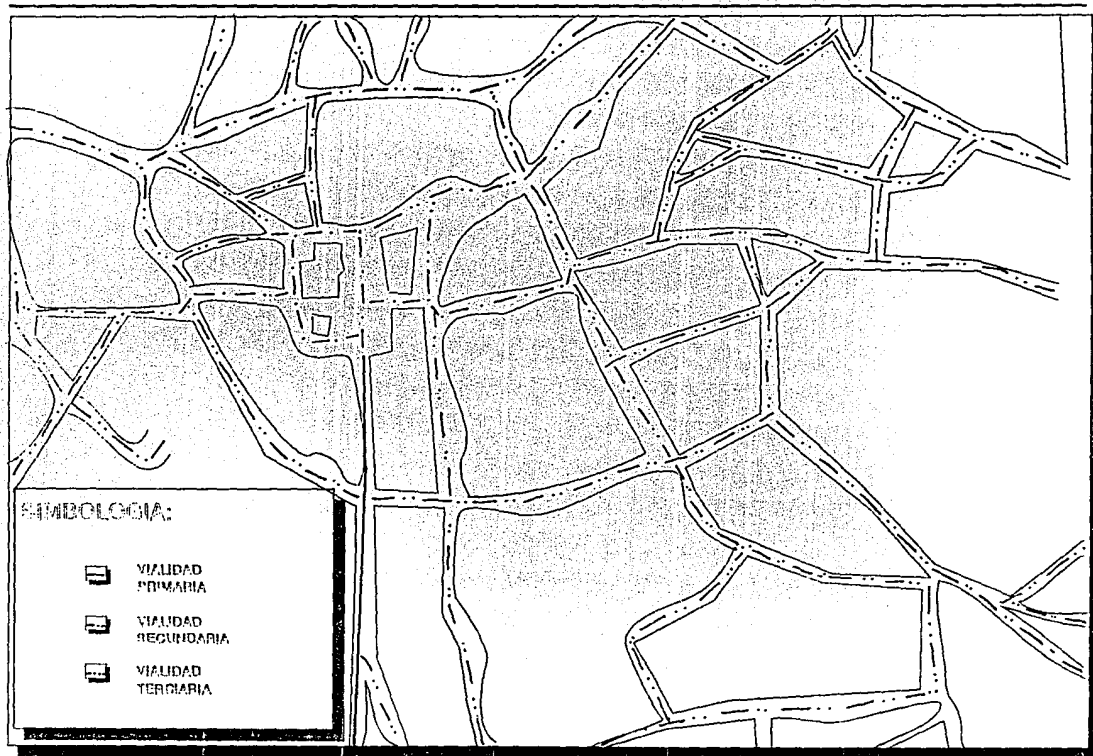 SIMBOLOGIA:
VIALIDAD
PRIMARIA
VIALIDAD
SECUNDARIA
VIALIDAD
TERCIARIA